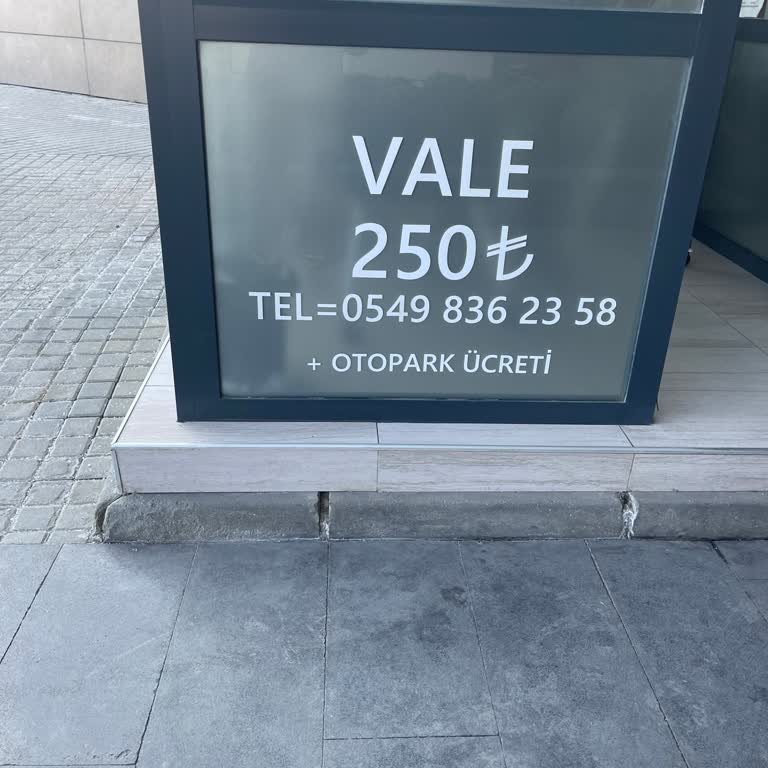 VALE
250₺
TEL=0549 836 23 58
+ OTOPARK ÜCRETİ